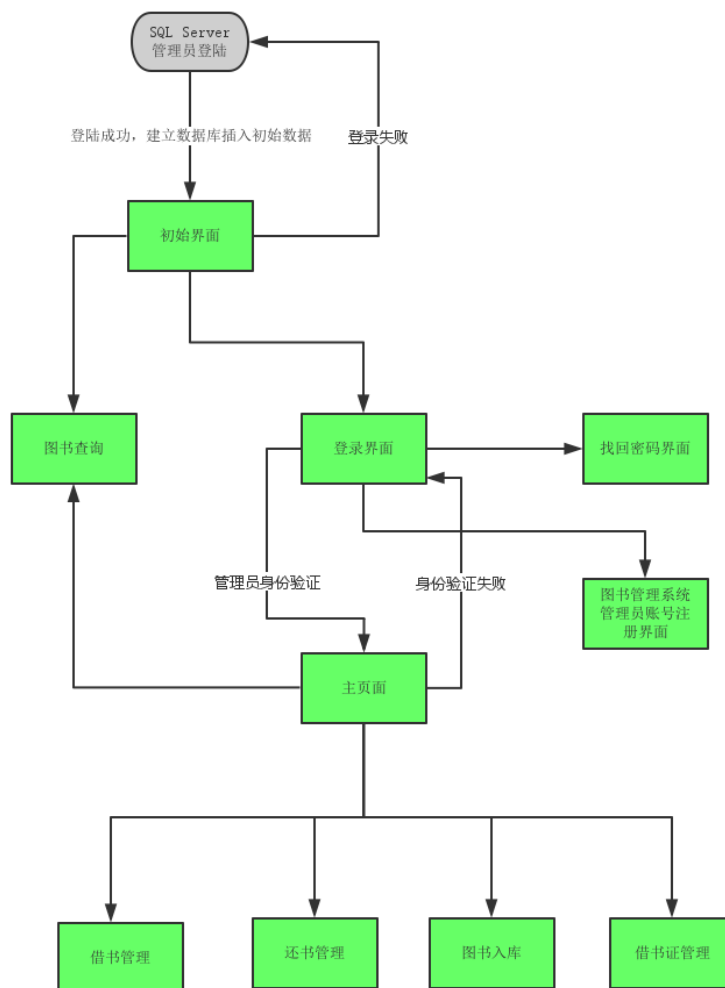 SQL Server
管理员登陆
登陆成功，建立数据库插入初始数据
登录失败
初始界面
图书查询
登录界面
找回密码界面
管理员身份验证
身份验证失败
图书管理系统
管理员账号注
册界面
主页面
借书管理
还书管理
图书入库
借书证管理